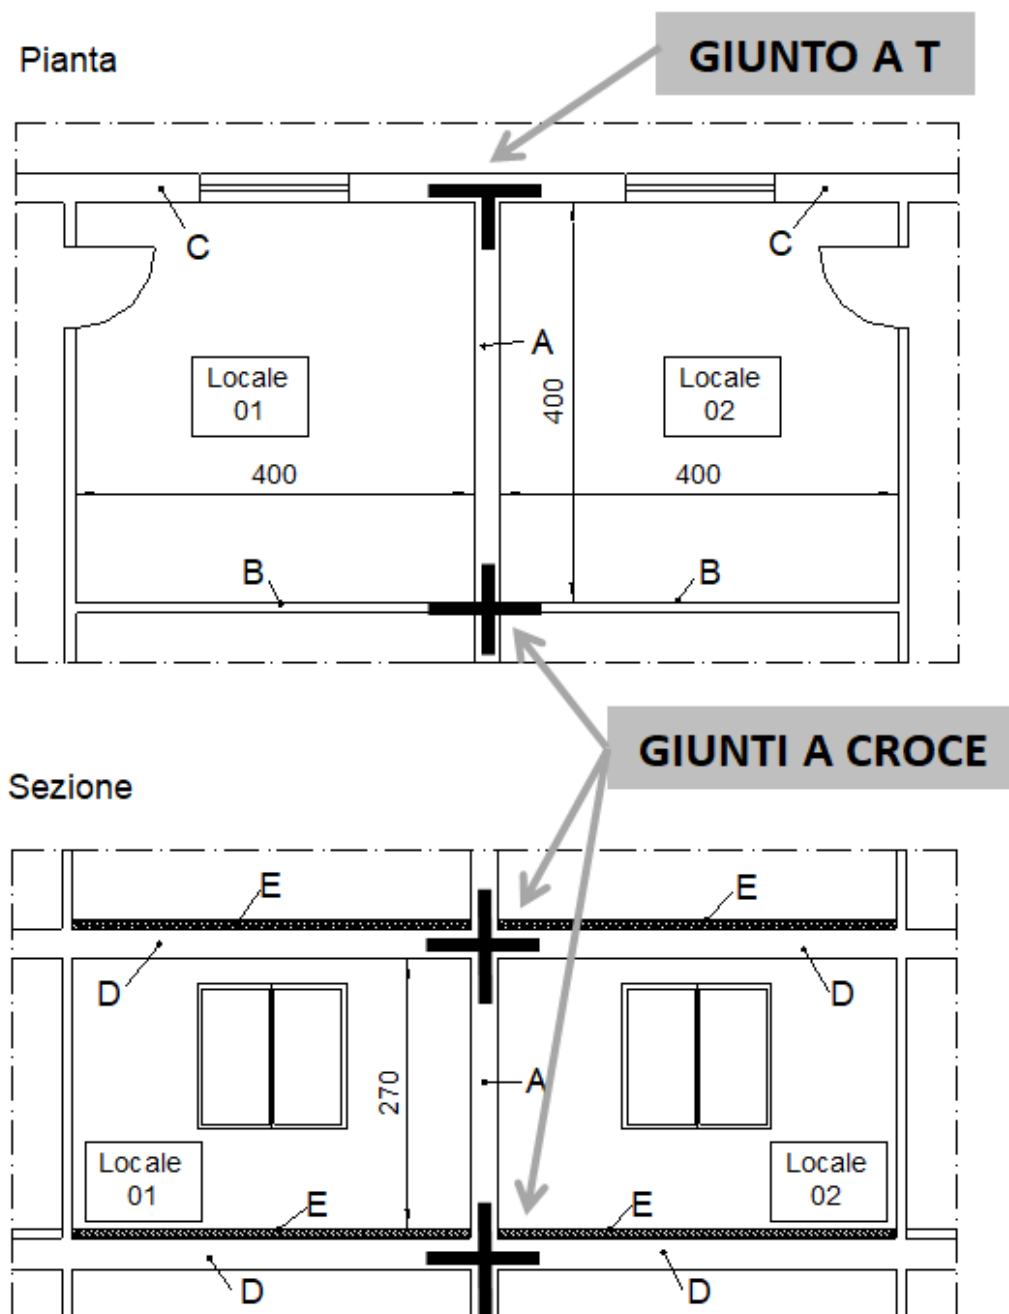 Pianta
GIUNTO A T
C
C
A
Locale
01
400
Locale
02
400
400
B
B
GIUNTI A CROCE
Sezione
E
E
D
D
270
A
Locale
01
Locale
02
E
E
D
D